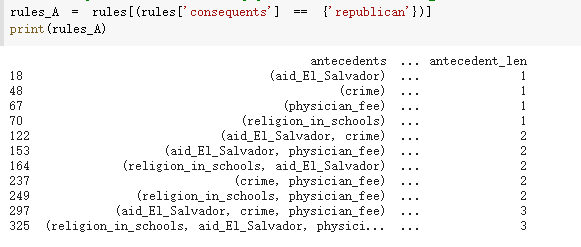 rules_A = rules[(rules['consequents'] == {'republican'})]
print(rules_A)
antecedents ... antecedent_len
18 (aid_El_Salvador) ... 1
48 (crime) ... 1
67 (physician_fee) ... 1
70 (religion_in_schools) ... 1
122 (aid_El_Salvador, crime) ... 2
153 (aid_El_Salvador, physician_fee) ... 2
164 (religion_in_schools, aid_El_Salvador) ... 2
237 (crime, physician_fee) ... 2
249 (religion_in_schools, physician_fee) ... 2
297 (aid_El_Salvador, crime, physician_fee) ... 3
325 (religion_in_schools, aid_El_Salvador, physici... ... 3